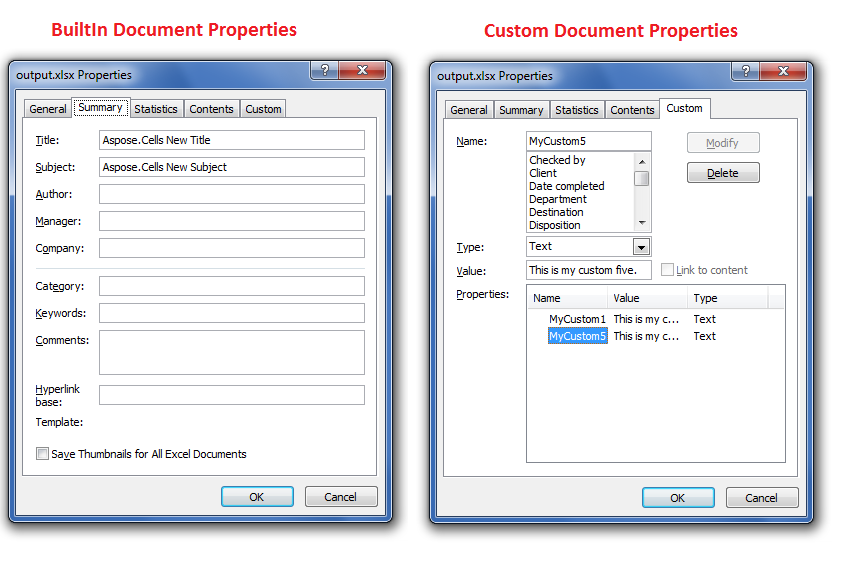 BuiltIn Document Properties
output.xlsx Properties
?
General Summary Statistics Contents Custom
Title: Aspose.Cells New Title
Subject: Aspose.Cells New Subject
Author:
Manager:
Company:
Category:
Keywords:
Comments:
Hyperlink
base:
Template:
Save Thumbnails for All Excel Documents
OK Cancel
Custom Document Properties
output.xlsx Properties
?
General Summary Statistics Contents Custom
Name: MyCustom5 Modify
Checked by
Client Delete
Date completed
Department
Destination
Disposition
Type: Text
Value: This is my custom five. Link to content
Properties: Name Value Type
MyCustom1 This is my c... Text
MyCustom5 This is my c... Text
OK Cancel